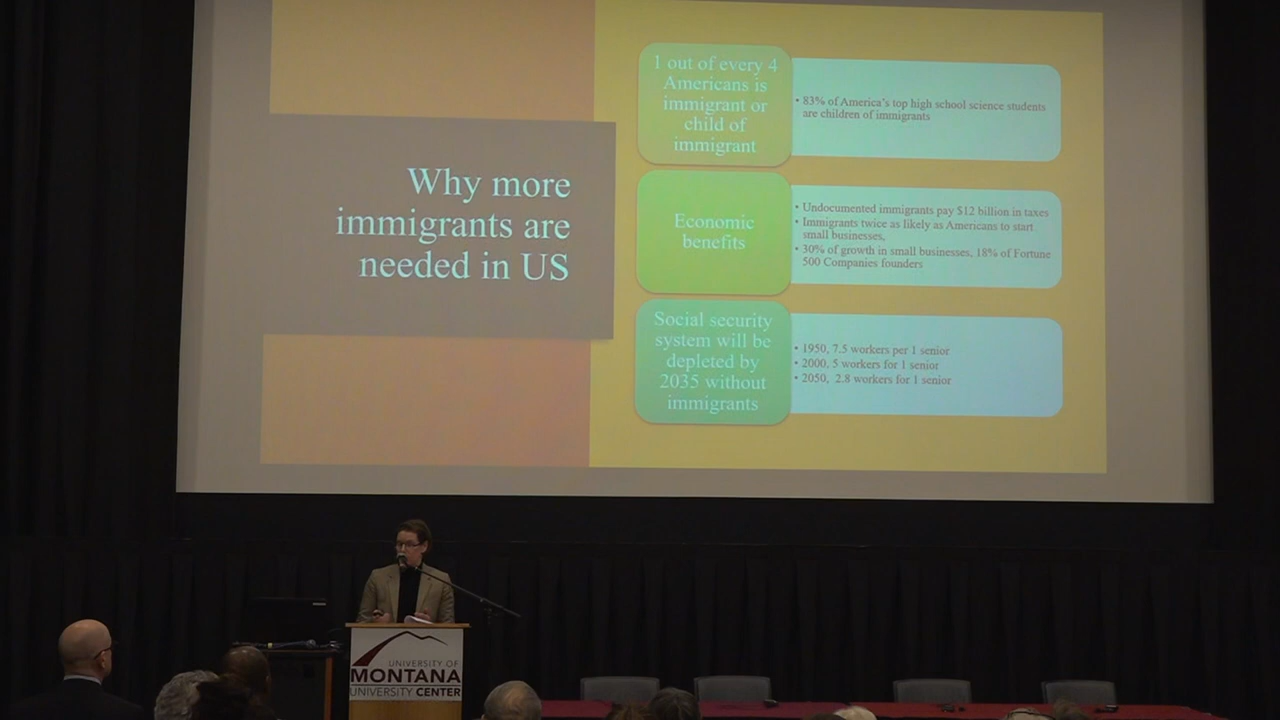 Why more
immigrants are
needed in US
1 out of every 4
Americans is
immigrant or
child of
immigrant
• 83% of America's top high school science students
are children of immigrants
Economic
benefits
• Undocumented immigrants pay $12 billion in taxes
• Immigrants twice as likely as Americans to start
small businesses,
• 30% of growth in small businesses, 18% of Fortune
500 Companies founders
Social security
system will be
depleted by
2035 without
immigrants
• 1950, 7.5 workers per 1 senior
• 2000, 5 workers for 1 senior
• 2050, 2.8 workers for 1 senior
UNIVERSITY OF
MONTANA
UNIVERSITY CENTER